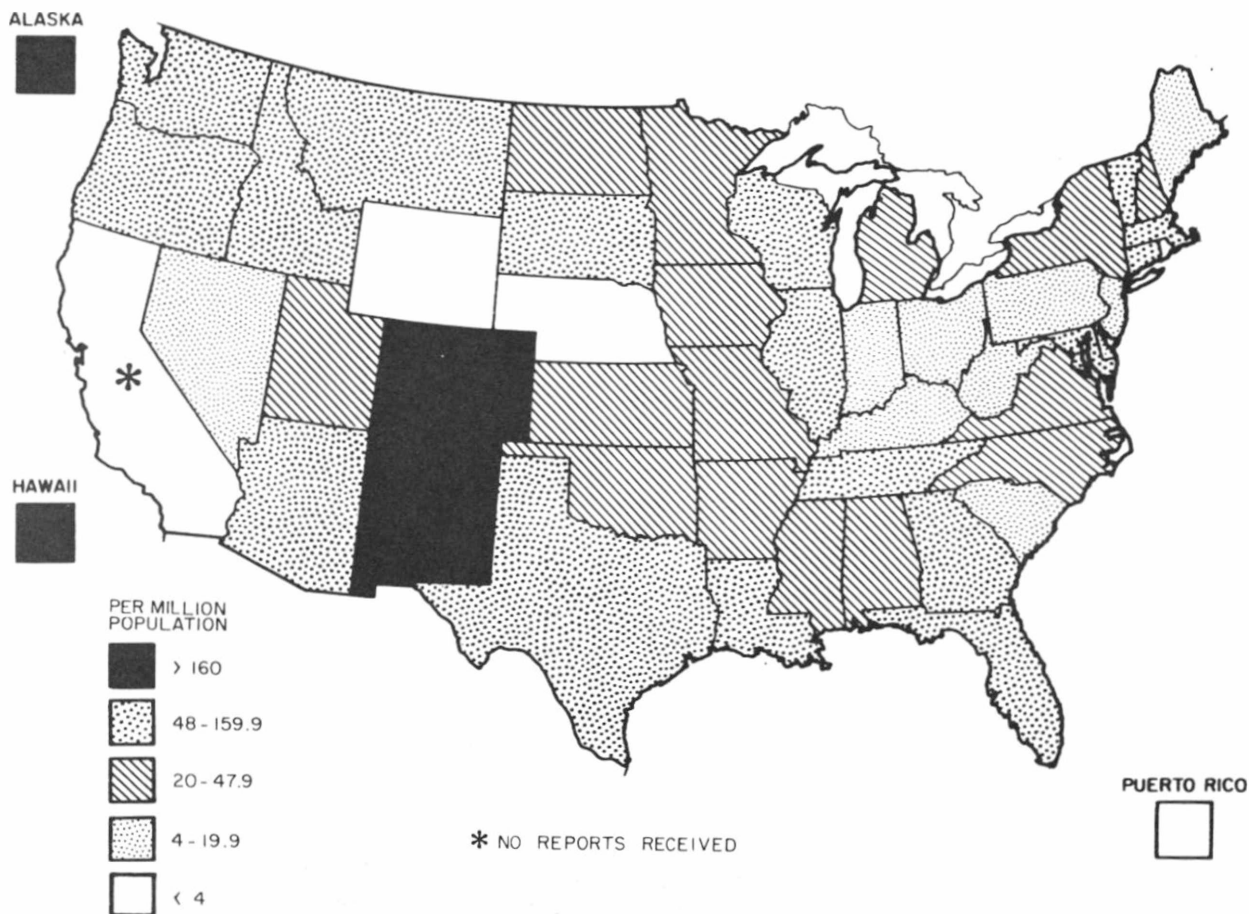 ALASKA
HAWAII
PER MILLION
POPULATION
> 160
48 - 159.9
20 - 47.9
4 - 19.9
< 4
*
* NO REPORTS RECEIVED
PUERTO RICO